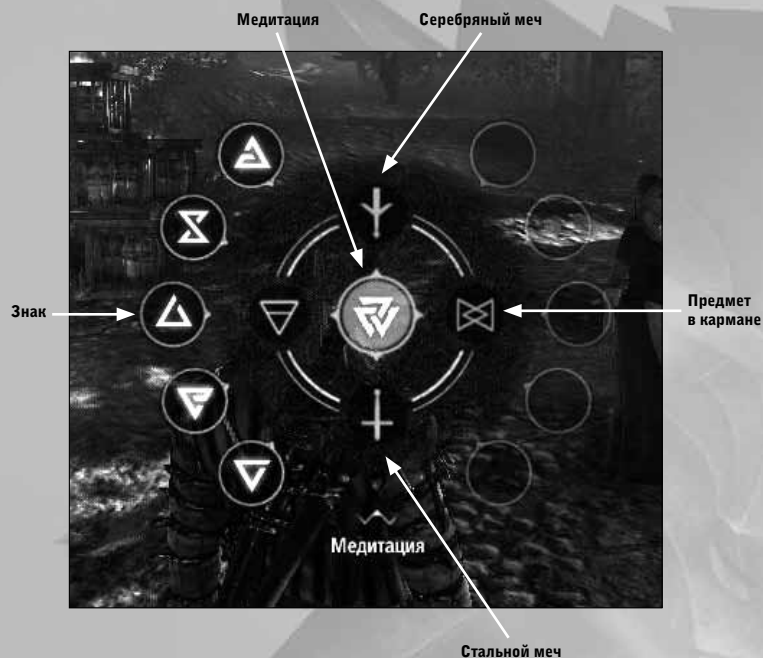 Медитация
Серебряный меч
Знак
Предмет
в кармане
Медитация
Стальной меч